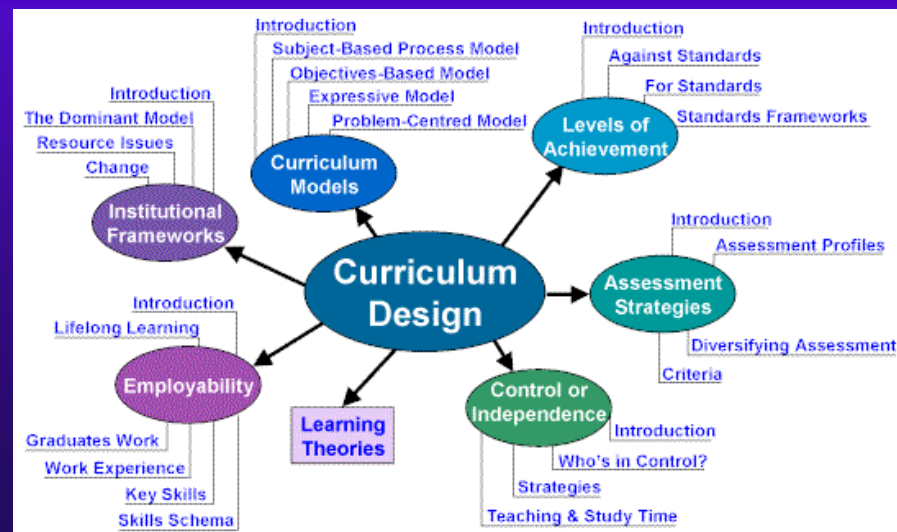 Introduction
Subject-Based Process Model
Objectives-Based Model
Expressive Model
Problem-Centred Model
Curriculum
Models
Introduction
Against Standards
For Standards
Standards Frameworks
Levels of
Achievement
Introduction
The Dominant Model
Resource Issues
Change
Institutional
Frameworks
Curriculum
Design
Introduction
Assessment Profiles
Assessment
Strategies
Diversifying Assessment
Criteria
Introduction
Lifelong Learning
Employability
Graduates Work
Work Experience
Key Skills
Skills Schema
Learning
Theories
Control or
Independence
Introduction
Who's in Control?
Strategies
Teaching & Study Time